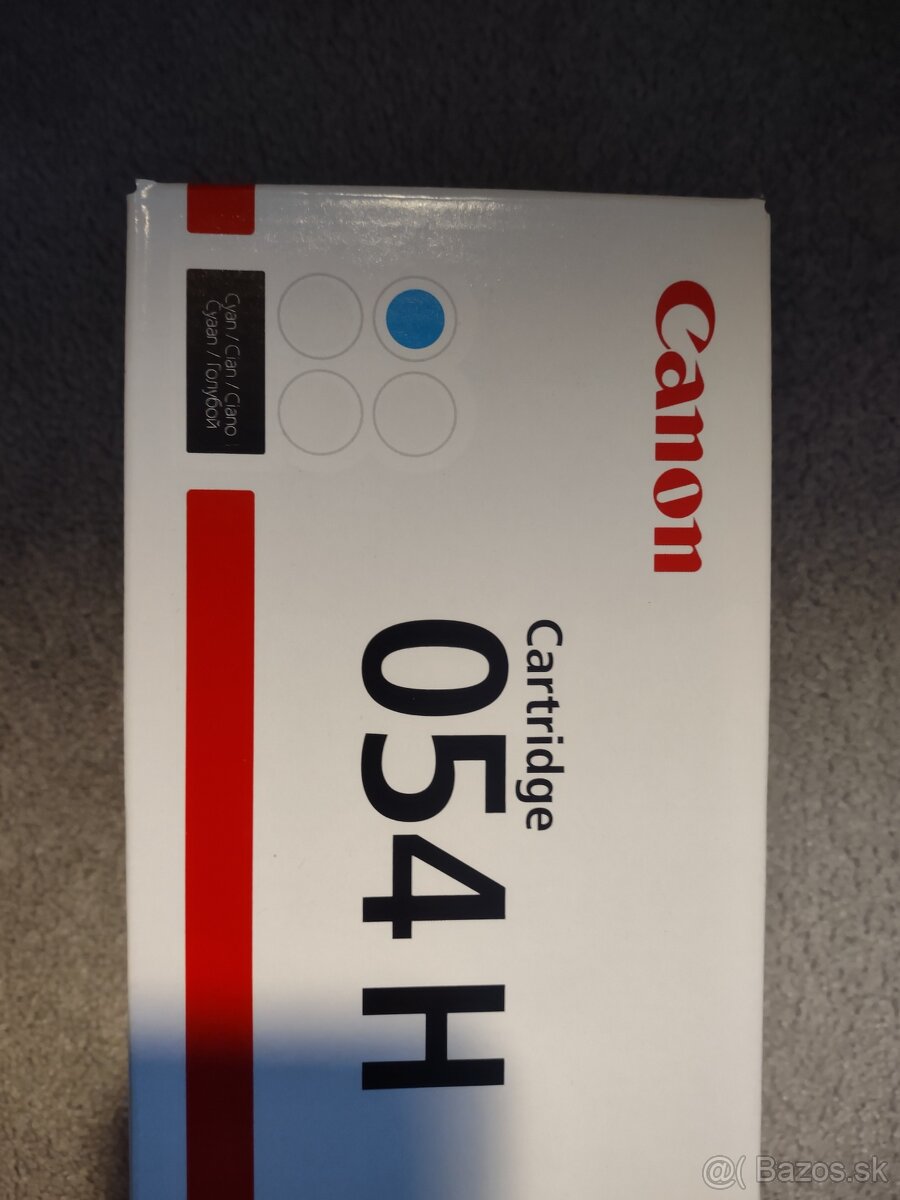 Canon
Cartridge
054 H
Cyan / Cian / Ciano
Cyaan / Голубой
@( Bazos.sk